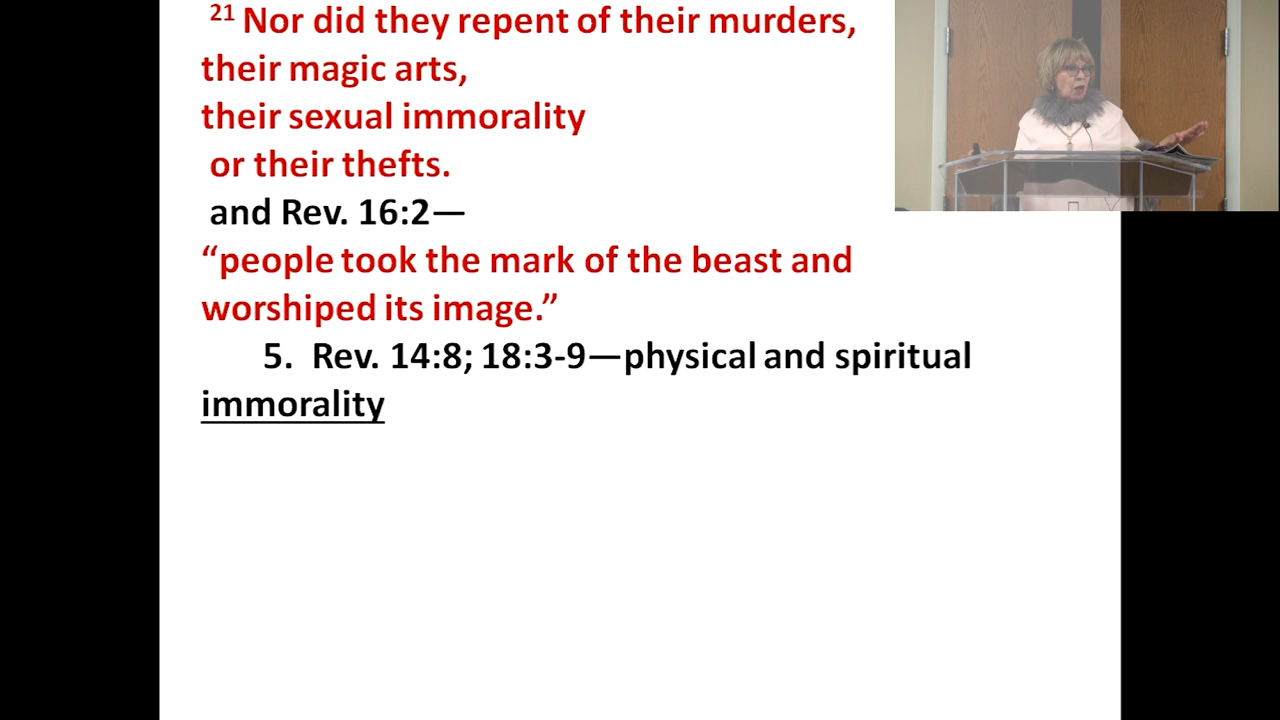 21 Nor did they repent of their murders,
their magic arts,
their sexual immorality
or their thefts.
and Rev. 16:2—
“people took the mark of the beast and
worshiped its image.”
5. Rev. 14:8; 18:3-9—physical and spiritual
immorality